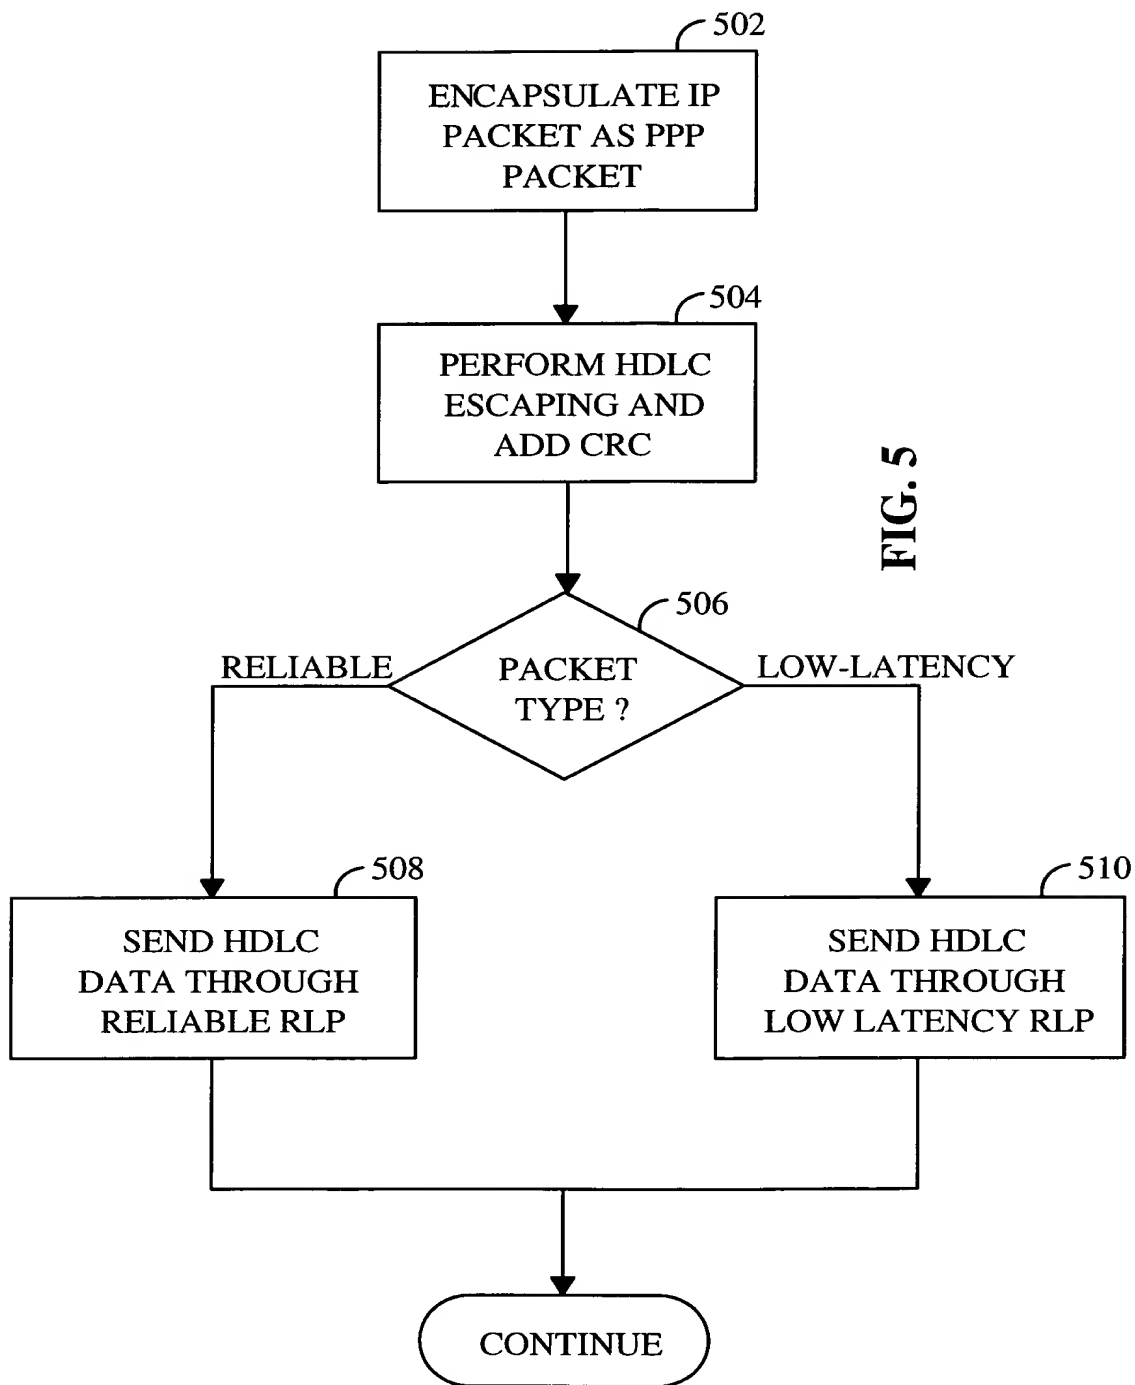 502
ENCAPSULATE IP
PACKET AS PPP
PACKET
504
PERFORM HDLC
ESCAPING AND
ADD CRC
FIG. 5
506
RELIABLE
PACKET
TYPE ?
LOW-LATENCY
508
SEND HDLC
DATA THROUGH
RELIABLE RLP
510
SEND HDLC
DATA THROUGH
LOW LATENCY RLP
CONTINUE